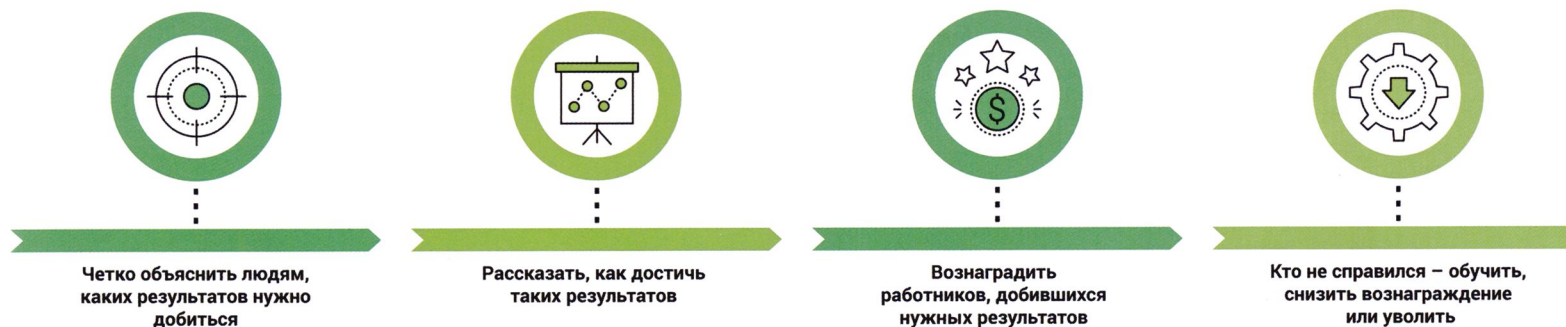 Четко объяснить людям,
каких результатов нужно
добиться
Рассказать, как достичь
таких результатов
$
Вознаградить
работников, добившихся
нужных результатов
Кто не справился – обучить,
снизить вознаграждение
или уволить